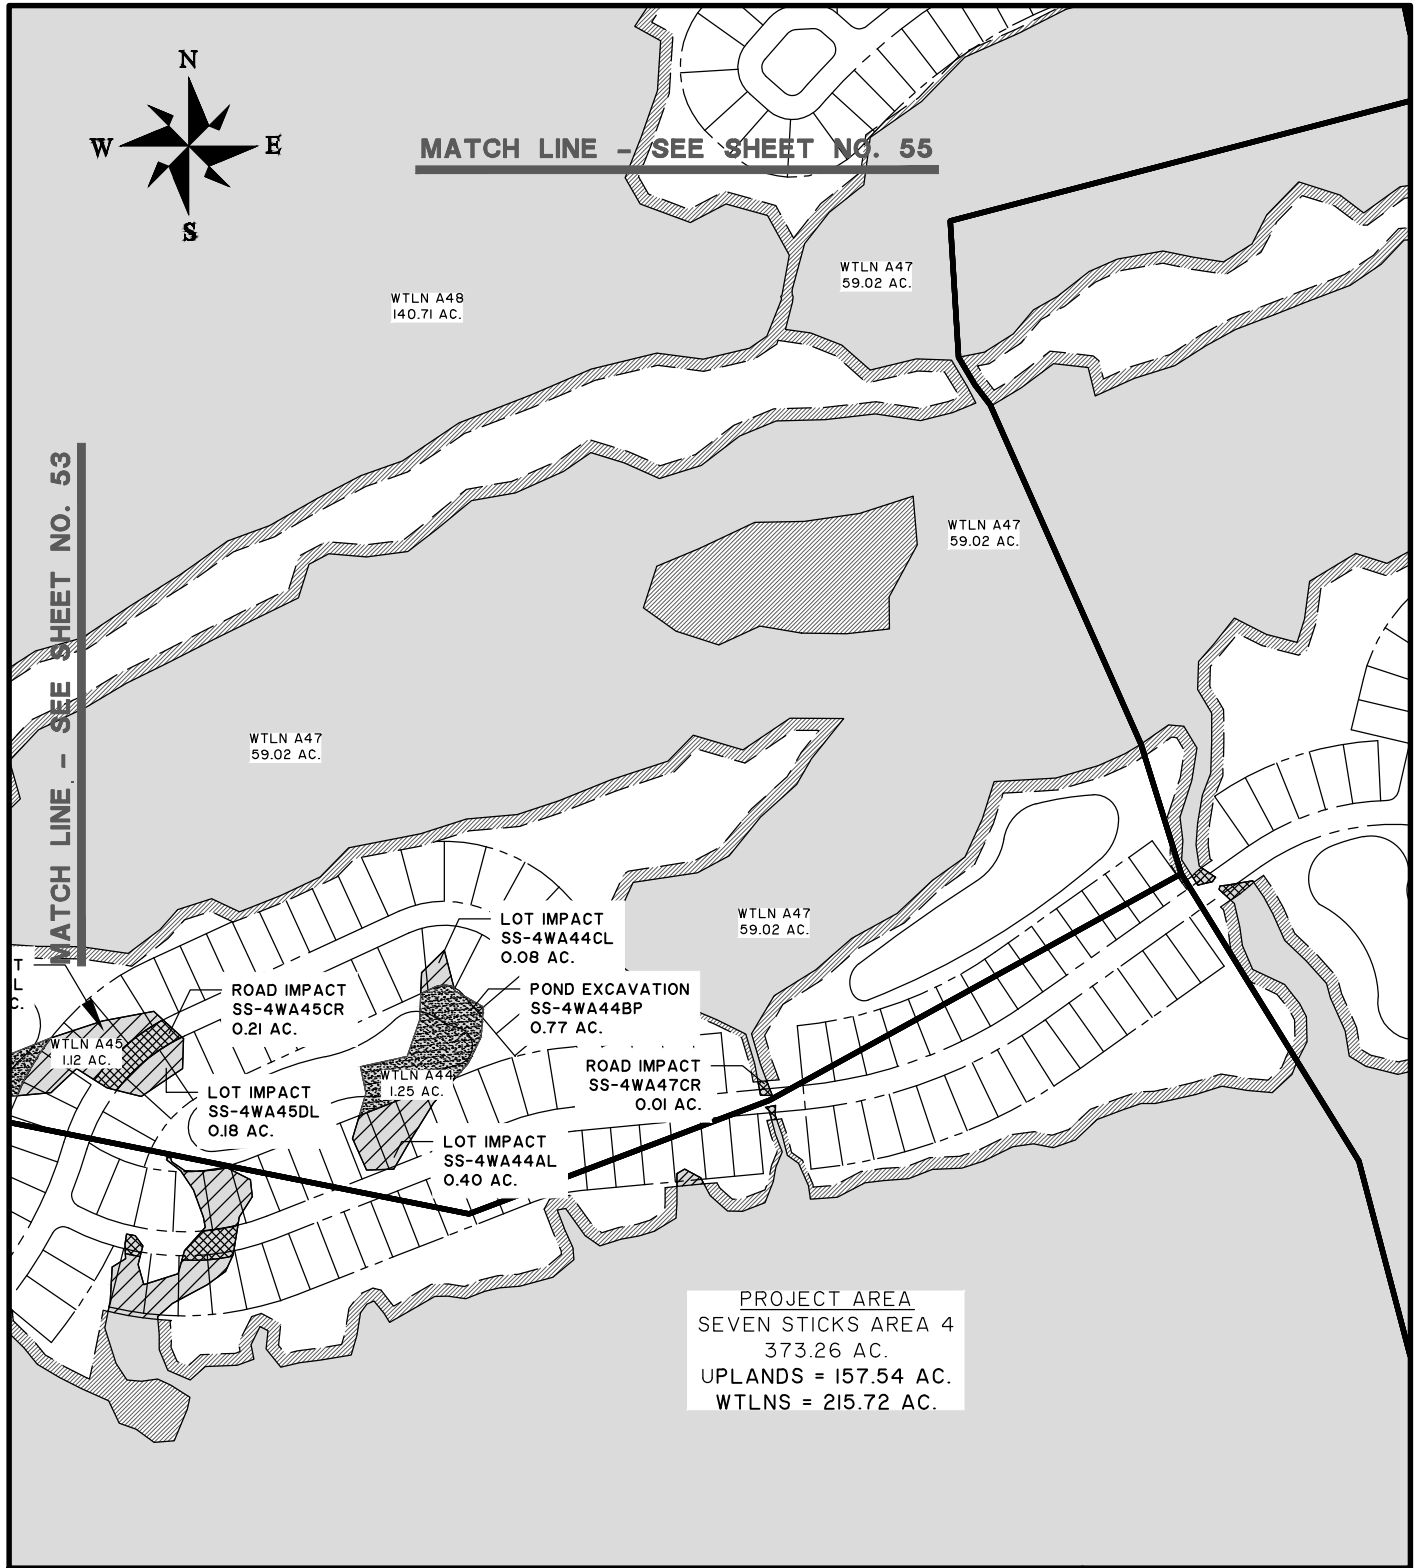 N
W
E
S
MATCH LINE - SEE SHEET NO. 55
WTLN A47
59.02 AC.
WTLN A48
140.71 AC.
MATCH LINE. - SEE SHEET NO. 53
WTLN A47
59.02 AC.
WTLN A47
59.02 AC.
WTLN A47
59.02 AC.
LOT IMPACT
SS-4WA44CL
0.08 AC.
T
L
C.
ROAD IMPACT
SS-4WA45CR
0.21 AC.
POND EXCAVATION
SS-4WA44BP
0.77 AC.
WTLN A45
1.12 AC.
WTLN A44
1.25 AC.
ROAD IMPACT
SS-4WA47CR
0.01 AC.
LOT IMPACT
SS-4WA45DL
0.18 AC.
LOT IMPACT
SS-4WA44AL
0.40 AC.
PROJECT AREA
SEVEN STICKS AREA 4
373.26 AC.
UPLANDS = 157.54 AC.
WTLNS = 215.72 AC.